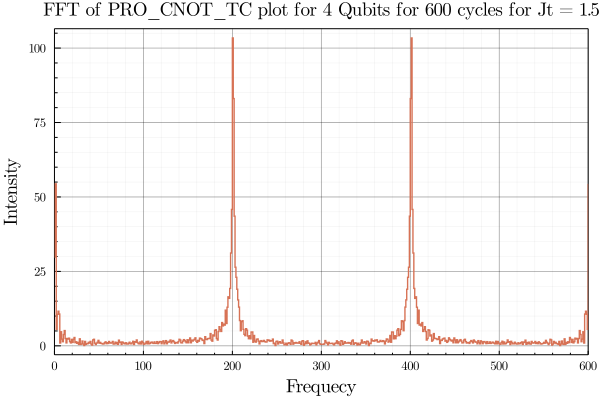 FFT of PRO_CNOT_TC plot for 4 Qubits for 600 cycles for Jt = 1.5
100
75
50
25
0
Intensity
0 100 200 300 400 500 600
Frequecy